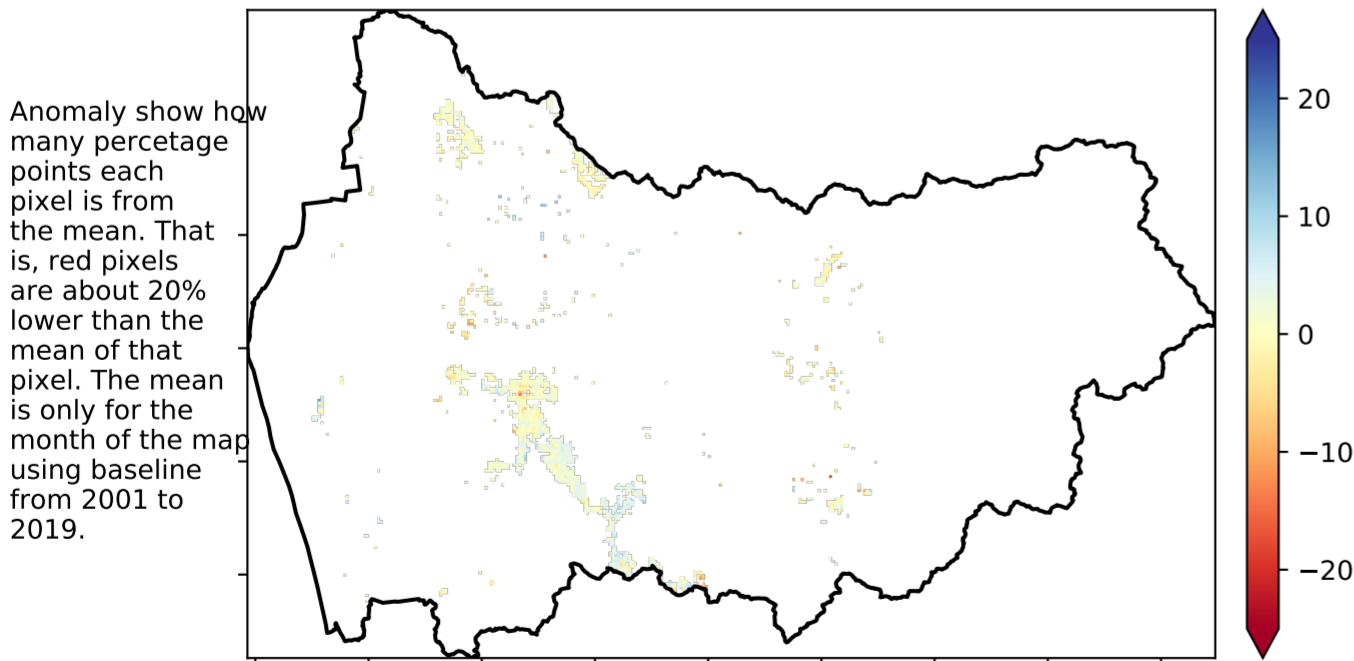 Anomaly show how
many percetage
points each
pixel is from
the mean. That
is, red pixels
are about 20%
lower than the
mean of that
pixel. The mean
is only for the
month of the map
using baseline
from 2001 to
2019.
20
10
0
−10
−20